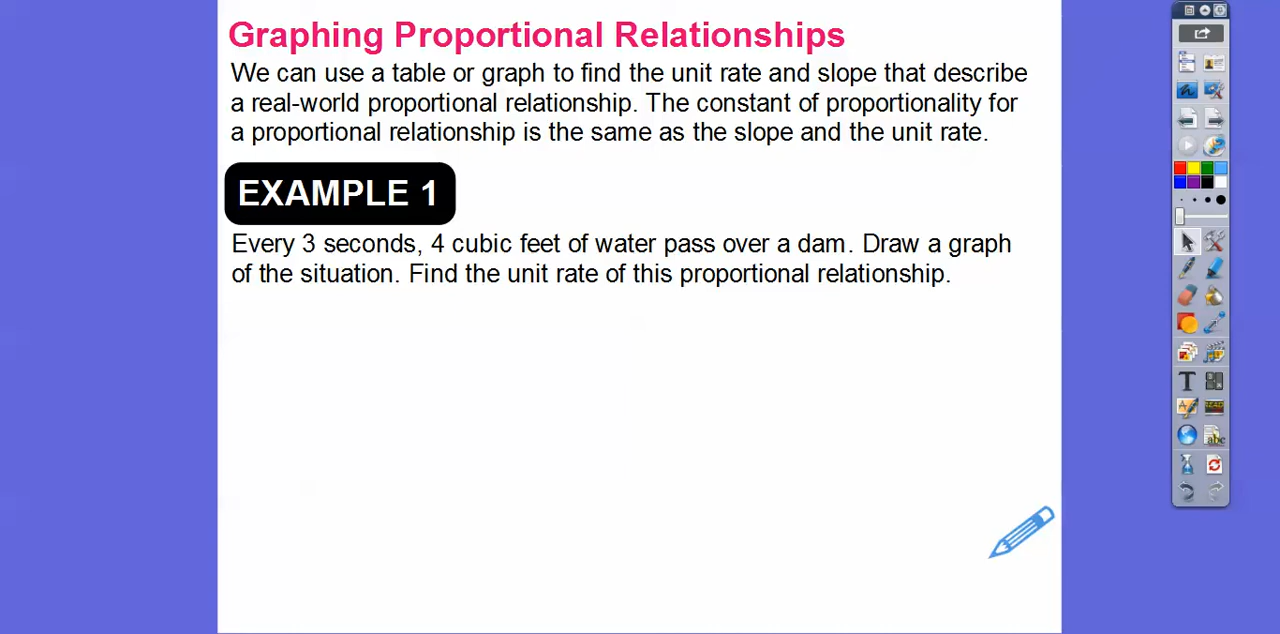 Graphing Proportional Relationships
We can use a table or graph to find the unit rate and slope that describe
a real-world proportional relationship. The constant of proportionality for
a proportional relationship is the same as the slope and the unit rate.
EXAMPLE 1
Every 3 seconds, 4 cubic feet of water pass over a dam. Draw a graph
of the situation. Find the unit rate of this proportional relationship.
T
abc